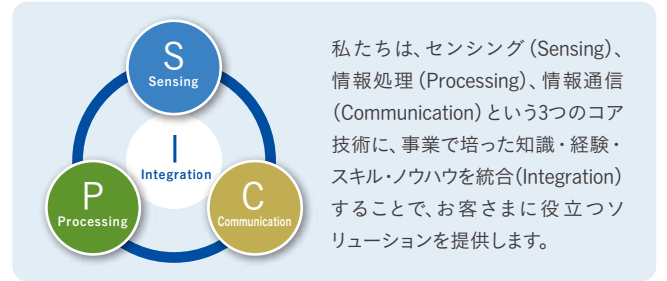 S
Sensing
I
Integration
P
Processing
C
Communication
私たちは、センシング(Sensing)、
情報処理(Processing)、情報通信
(Communication)という3つのコア
技術に、事業で培った知識・経験・
スキル・ノウハウを統合(Integration)
することで、お客さまに役立つソ
リューションを提供します。